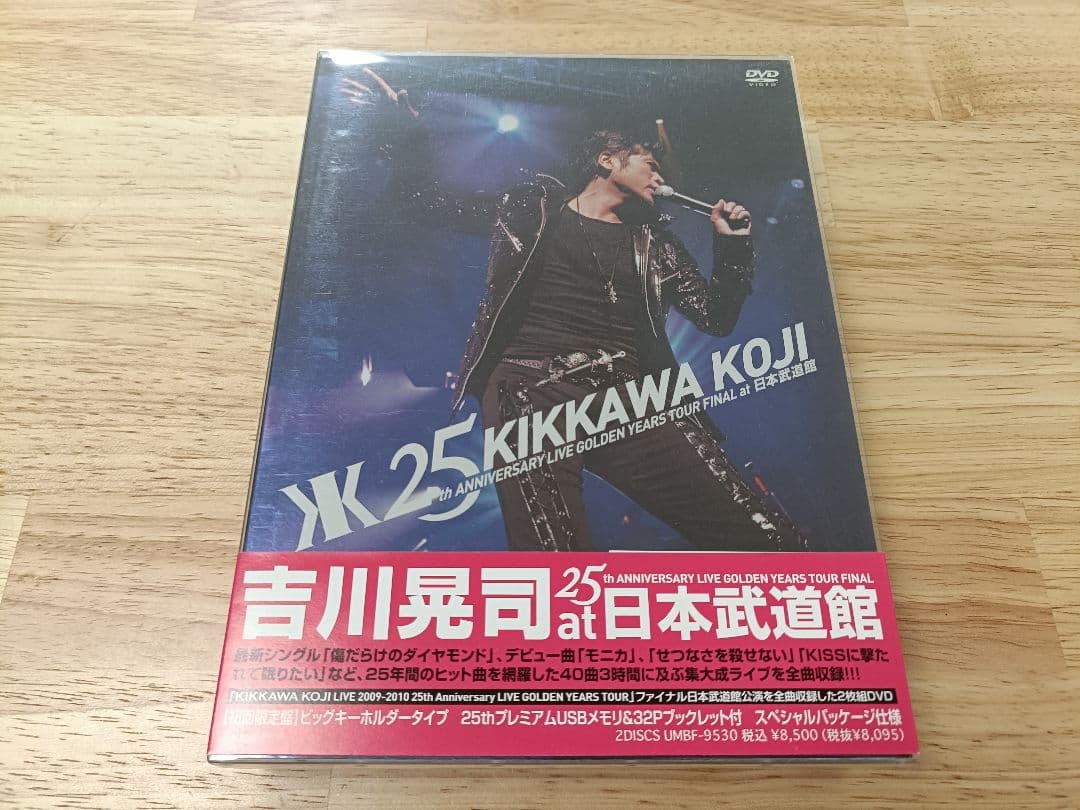 DVD
VIDEO
KIKKAWA KOJI
25th ANNIVERSARY LIVE GOLDEN YEARS TOUR FINAL at 日本武道館
吉川晃司 25th ANNIVERSARY LIVE GOLDEN YEARS TOUR FINAL
at日本武道館
最新シングル「傷だらけのダイヤモンド」、デビュー曲「モニカ」、「せつなさを殺せない」「KISSに撃た
れて眠りたい」など、25年間のヒット曲を網羅した40曲3時間に及ぶ集大成ライブを全曲収録!!!
「KIKKAWA KOJI LIVE 2009-2010 25th Anniversary LIVE GOLDEN YEARS TOUR」ファイナル日本武道館公演を全曲収録した2枚組DVD
【初回限定盤】ビッグキーホルダータイプ 25thプレミアムUSBメモリ&32Pブックレット付 スペシャルパッケージ仕様
2DISCS UMBF-9530 税込 ¥8,500 (税抜¥8,095)